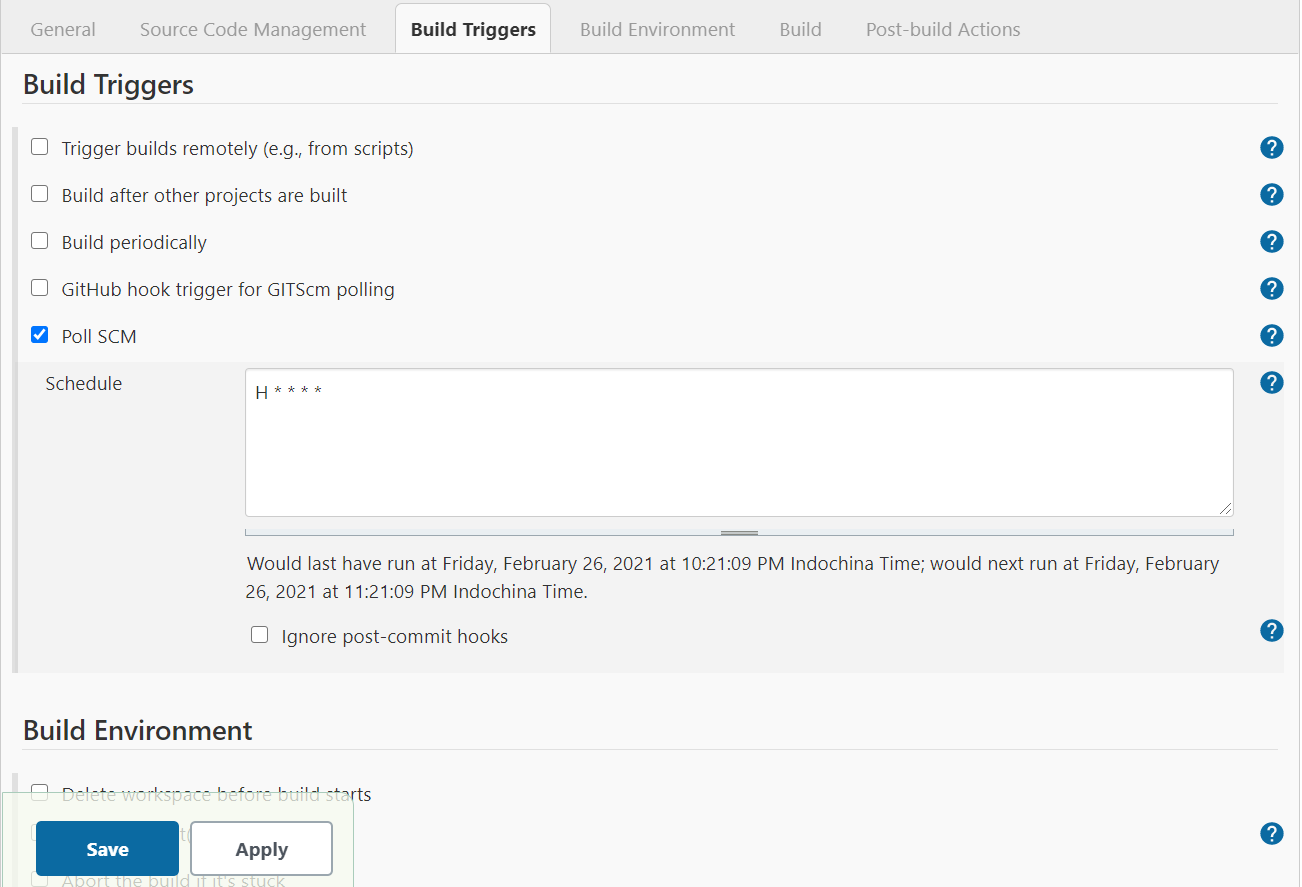 General Source Code Management Build Triggers Build Environment Build Post-build Actions
Build Triggers
Trigger builds remotely (e.g., from scripts)
Build after other projects are built
Build periodically
GitHub hook trigger for GITScm polling
Poll SCM
Schedule
H * * * *
Would last have run at Friday, February 26, 2021 at 10:21:09 PM Indochina Time; would next run at Friday, February
26, 2021 at 11:21:09 PM Indochina Time.
Ignore post-commit hooks
Build Environment
Delete workspace before build starts
Save Apply
Abort the build if it's stuck